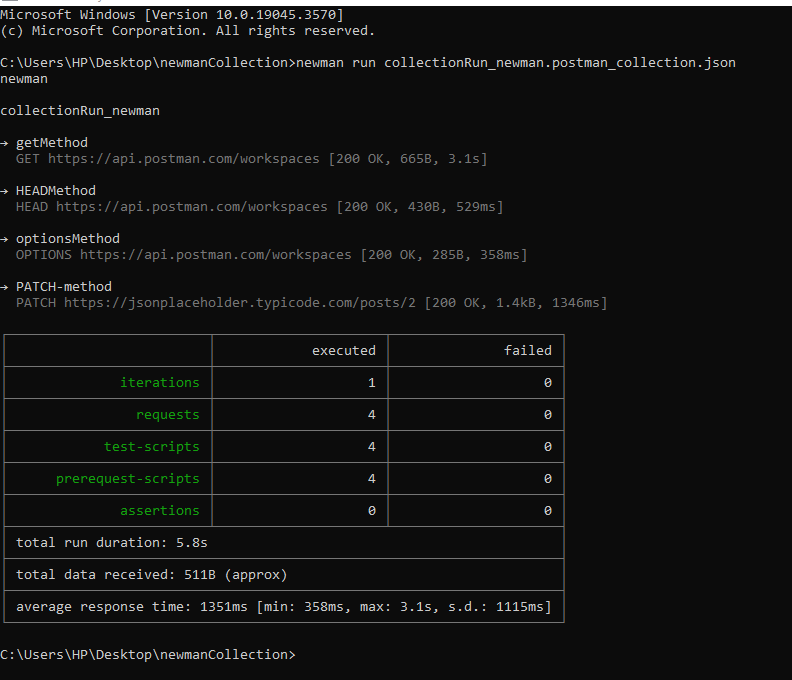 Microsoft Windows [Version 10.0.19045.3570]
(c) Microsoft Corporation. All rights reserved.
C:\Users\HP\Desktop\newmanCollection>newman run collectionRun_newman.postman_collection.json
newman
collectionRun_newman
→ getMethod
GET https://api.postman.com/workspaces [200 OK, 665B, 3.1s]
→ HEADMethod
HEAD https://api.postman.com/workspaces [200 OK, 430B, 529ms]
→ optionsMethod
OPTIONS https://api.postman.com/workspaces [200 OK, 285B, 358ms]
→ PATCH-method
PATCH https://jsonplaceholder.typicode.com/posts/2 [200 OK, 1.4kB, 1346ms]
executed failed
iterations 1 0
requests 4 0
test-scripts 4 0
prerequest-scripts 4 0
assertions 0 0
total run duration: 5.8s
total data received: 511B (approx)
average response time: 1351ms [min: 358ms, max: 3.1s, s.d.: 1115ms]
C:\Users\HP\Desktop\newmanCollection>